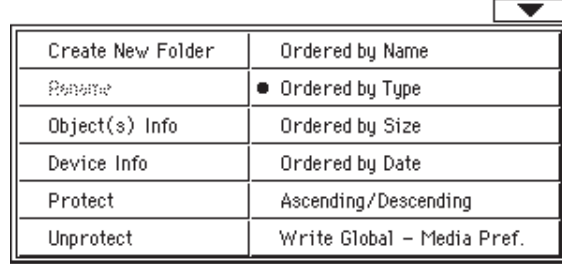 Create New Folder
Rename
Object(s) Info
Device Info
Protect
Unprotect
Ordered by Name
Ordered by Type
Ordered by Size
Ordered by Date
Ascending/Descending
Write Global – Media Pref.